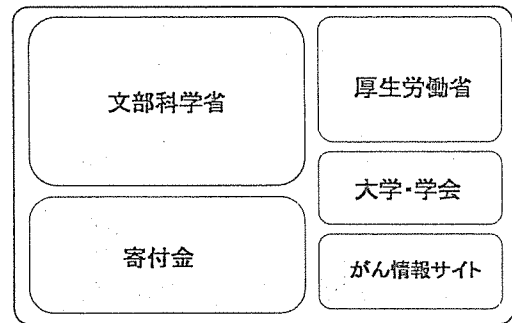 文部科学省
寄付金
厚生労働省
大学・学会
がん情報サイト